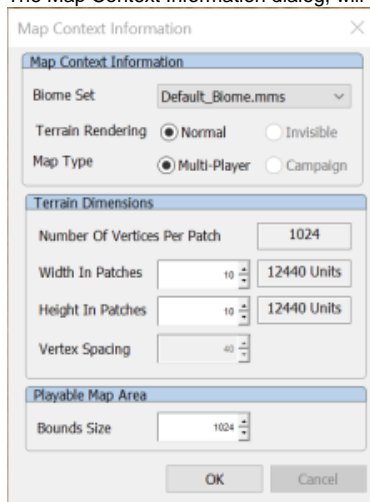 The Map Context Information dialog, will
Map Context Information
Map Context Information
Biome Set Default_Biome.mms
Terrain Rendering Normal Invisible
Map Type Multi-Player Campaign
Terrain Dimensions
Number Of Vertices Per Patch 1024
Width In Patches 10 12440 Units
Height In Patches 10 12440 Units
Vertex Spacing 40
Playable Map Area
Bounds Size 1024
OK Cancel